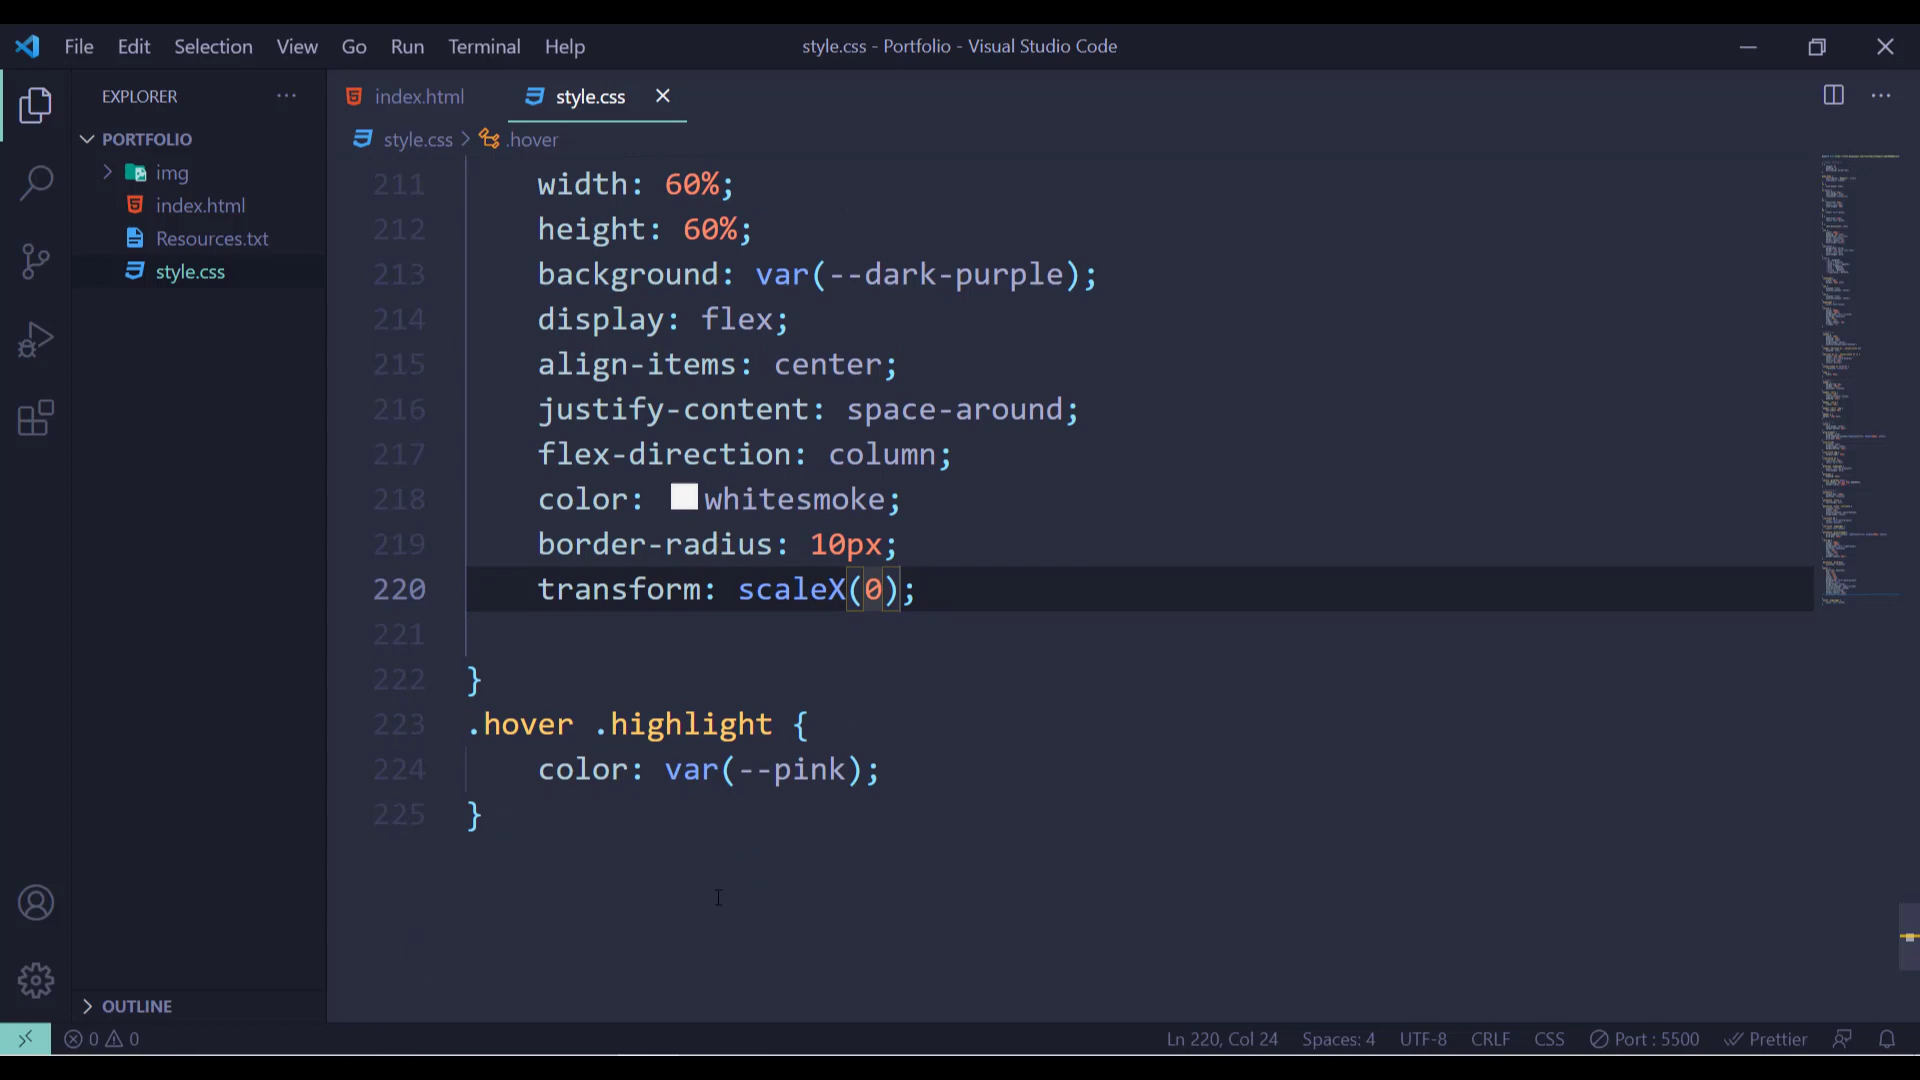 File Edit Selection View Go Run Terminal Help
style.css - Portfolio - Visual Studio Code
EXPLORER
PORTFOLIO
img
index.html
Resources.txt
style.css
OUTLINE
index.html
style.css
style.css > .hover
211 width: 60%;
212 height: 60%;
213 background: var(--dark-purple);
214 display: flex;
215 align-items: center;
216 justify-content: space-around;
217 flex-direction: column;
218 color: whitesmoke;
219 border-radius: 10px;
220 transform: scaleX(0);
221
222 }
223 .hover .highlight {
224 color: var(--pink);
225 }
0 0
Ln 220, Col 24 Spaces: 4 UTF-8 CRLF CSS Port : 5500 Prettier